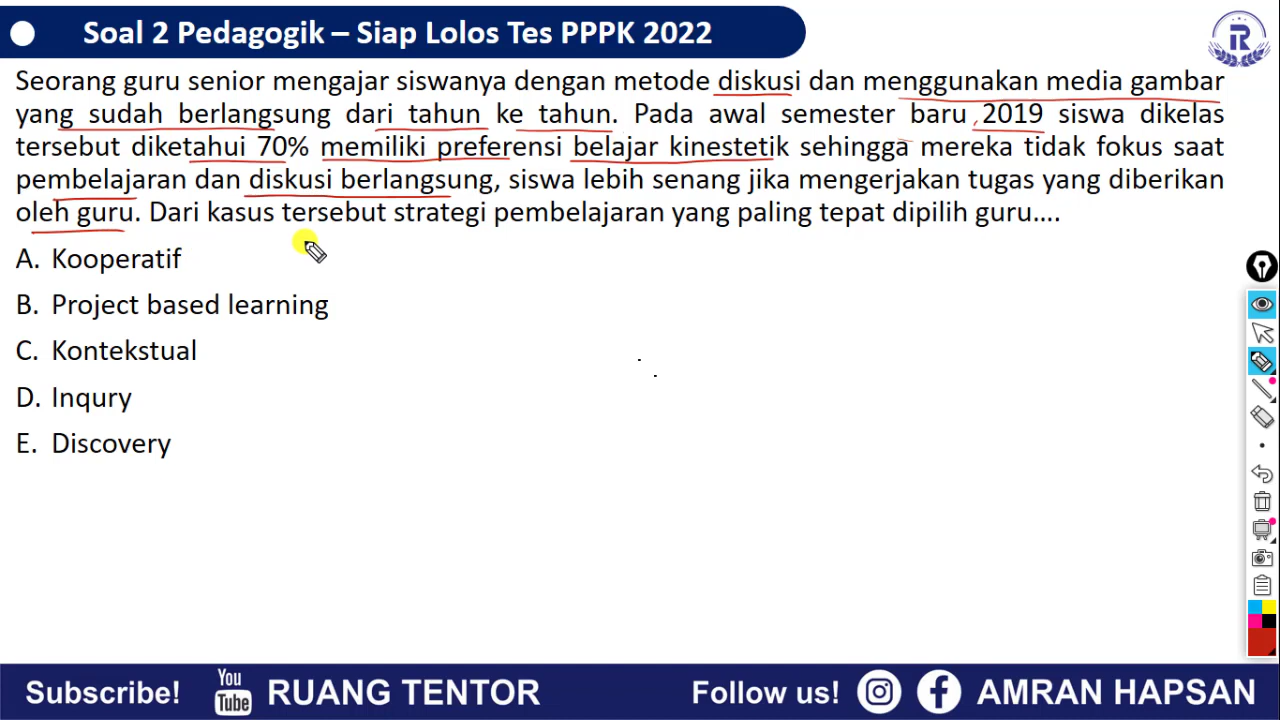 Soal 2 Pedagogik – Siap Lolos Tes PPPK 2022
Seorang guru senior mengajar siswanya dengan metode diskusi dan menggunakan media gambar
yang sudah berlangsung dari tahun ke tahun. Pada awal semester baru 2019 siswa dikelas
tersebut diketahui 70% memiliki preferensi belajar kinestetik sehingga mereka tidak fokus saat
pembelajaran dan diskusi berlangsung, siswa lebih senang jika mengerjakan tugas yang diberikan
oleh guru. Dari kasus tersebut strategi pembelajaran yang paling tepat dipilih guru....
A. Kooperatif
B. Project based learning
C. Kontekstual
D. Inqury
E. Discovery
Subscribe! You Tube RUANG TENTOR Follow us! AMRAN HAPSAN